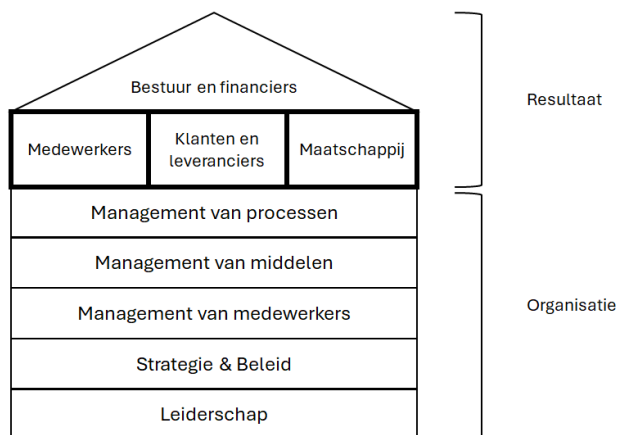 Bestuur en financiers
Resultaat
Medewerkers
Klanten en
leveranciers
Maatschappij
Management van processen
Management van middelen
Management van medewerkers
Organisatie
Strategie & Beleid
Leiderschap